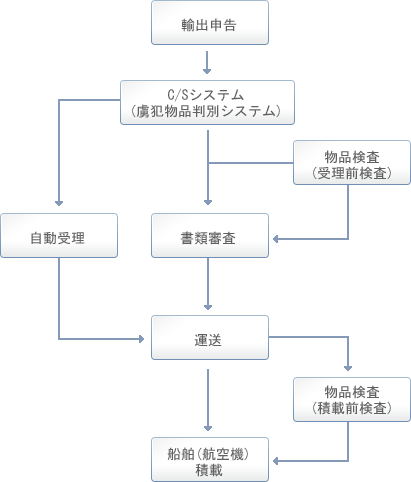 輸出申告
C/Sシステム
(虞犯物品判別システム)
物品検査
(受理前検査)
自動受理
書類審査
運送
物品検査
(積載前検査)
船舶(航空機)
積載